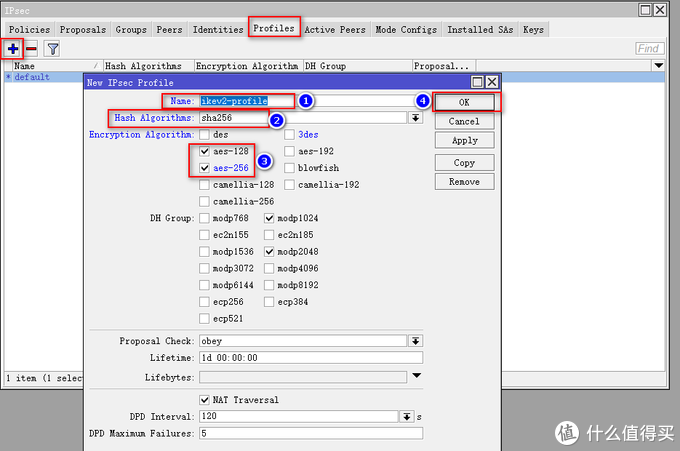 IPsec
Policies Proposals Groups Peers Identities Profiles Active Peers Mode Configs Installed SAs Keys
Find
Name Hash Algorithms Encryption Algorithm DH Group Proposal...
* default
New IPsec Profile
Name: ikev2-profile 1 4 OK
Hash Algorithms: sha256 2 Cancel
Encryption Algorithm: des 3des Apply
aes-128 aes-192
3
aes-256 blowfish Copy
camellia-128 camellia-192 Remove
camellia-256
DH Group: modp768 modp1024
ec2n155 ec2n185
modp1536 modp2048
modp3072 modp4096
modp6144 modp8192
ecp256 ecp384
ecp521
Proposal Check: obey
Lifetime: 1d 00:00:00
Lifebytes:
1 item (1 selec
NAT Traversal
DPD Interval: 120 s
DPD Maximum Failures: 5
值 什么值得买